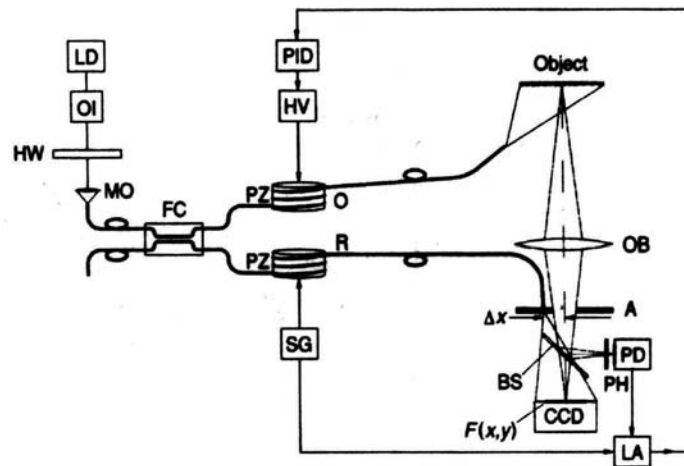 LD
PID
Object
OI
HV
HW
MO
FC
PZ
O
PZ
R
OB
Δx
A
SG
BS
PH
PD
CCD
F(x,y)
LA